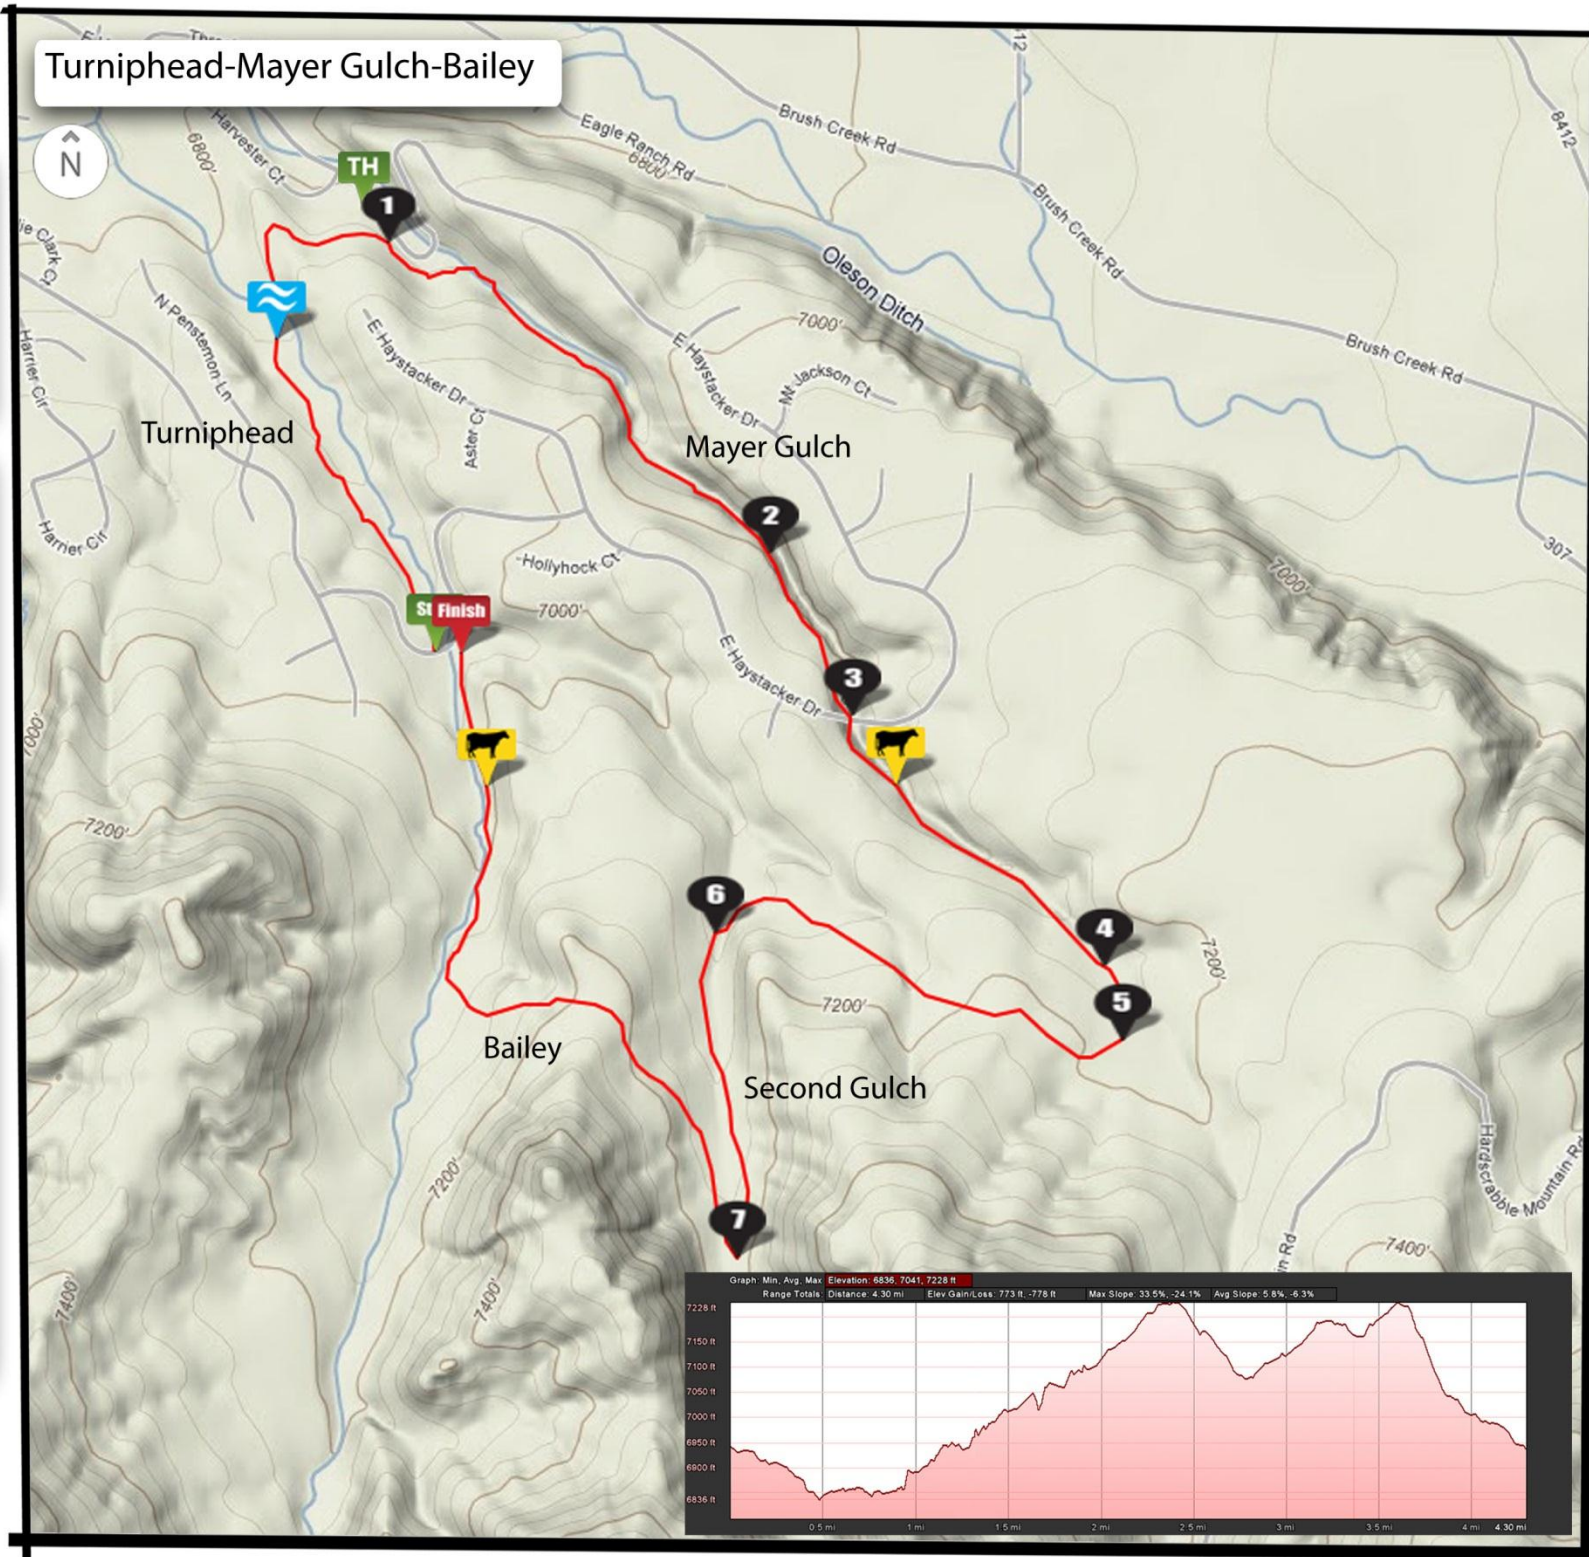 Turniphead-Mayer Gulch-Bailey
N
12
8412
Harvester Ct
6800'
TH
1
Eagle Ranch Rd
6800'
Brush Creek Rd
Brush Creek Rd
Oleson Ditch
Brush Creek Rd
N Penstemon Ln
Harrier Cir
E Haystacker Dr
Aster Ct
7000'
E Haystacker Dr
Mt Jackson Ct
Turniphead
Mayer Gulch
Harrier Cir
2
307
Hollyhock Ct
7000'
7000'
St
Finish
E Haystacker Dr
3
7000'
7200'
6
4
7200'
5
7200'
Bailey
Second Gulch
7200'
Hardscrabble Mountain Rd
7
in Rd
7400'
7400'
7400'
Graph: Min, Avg, Max Elevation: 6836, 7041, 7228 ft
Range Totals: Distance: 4.30 mi Elev Gain/Loss: 773 ft, -778 ft Max Slope: 33.5%, -24.1% Avg Slope: 5.8%, -6.3%
7228 ft
7150 ft
7100 ft
7050 ft
7000 ft
6950 ft
6900 ft
6836 ft
0.5 mi 1 mi 1.5 mi 2 mi 2.5 mi 3 mi 3.5 mi 4 mi 4.30 mi